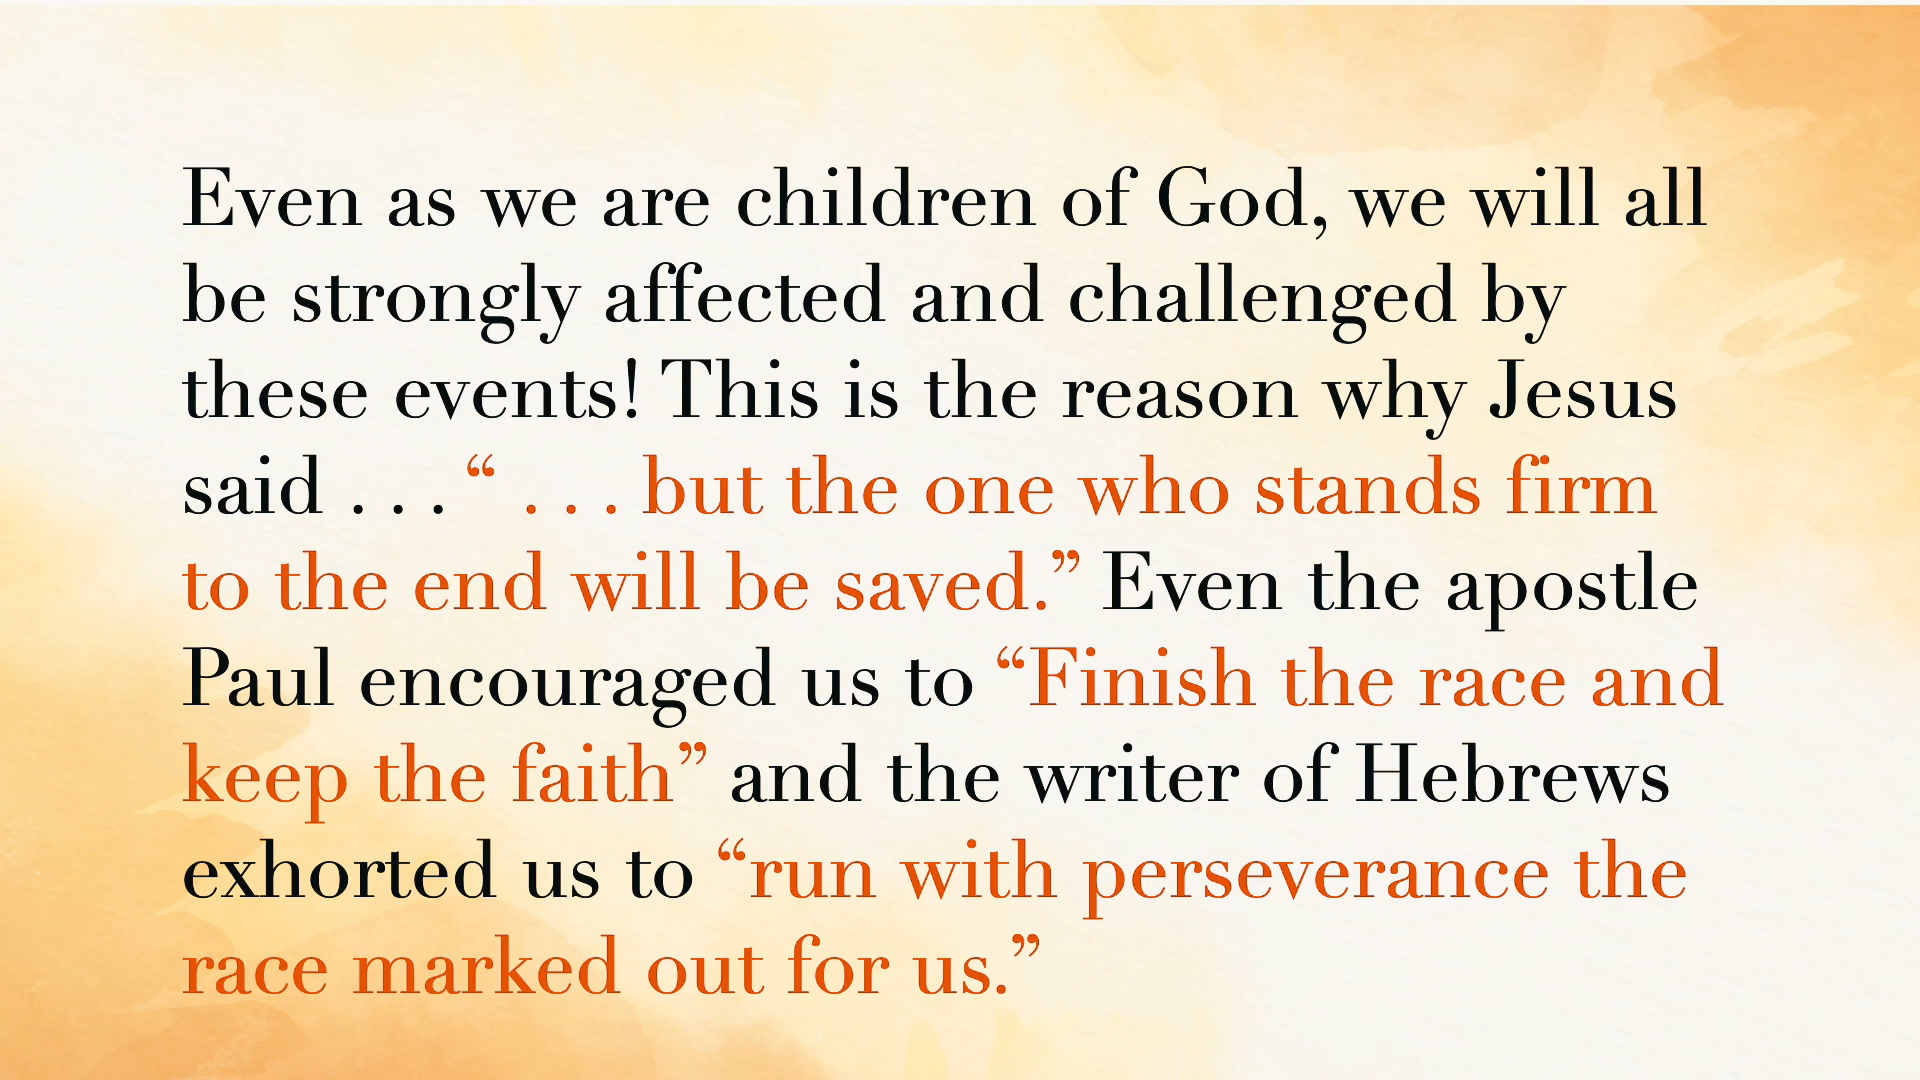 Even as we are children of God, we will all
be strongly affected and challenged by
these events! This is the reason why Jesus
said . . . “ . . . but the one who stands firm
to the end will be saved.” Even the apostle
Paul encouraged us to “Finish the race and
keep the faith” and the writer of Hebrews
exhorted us to “run with perseverance the
race marked out for us.”